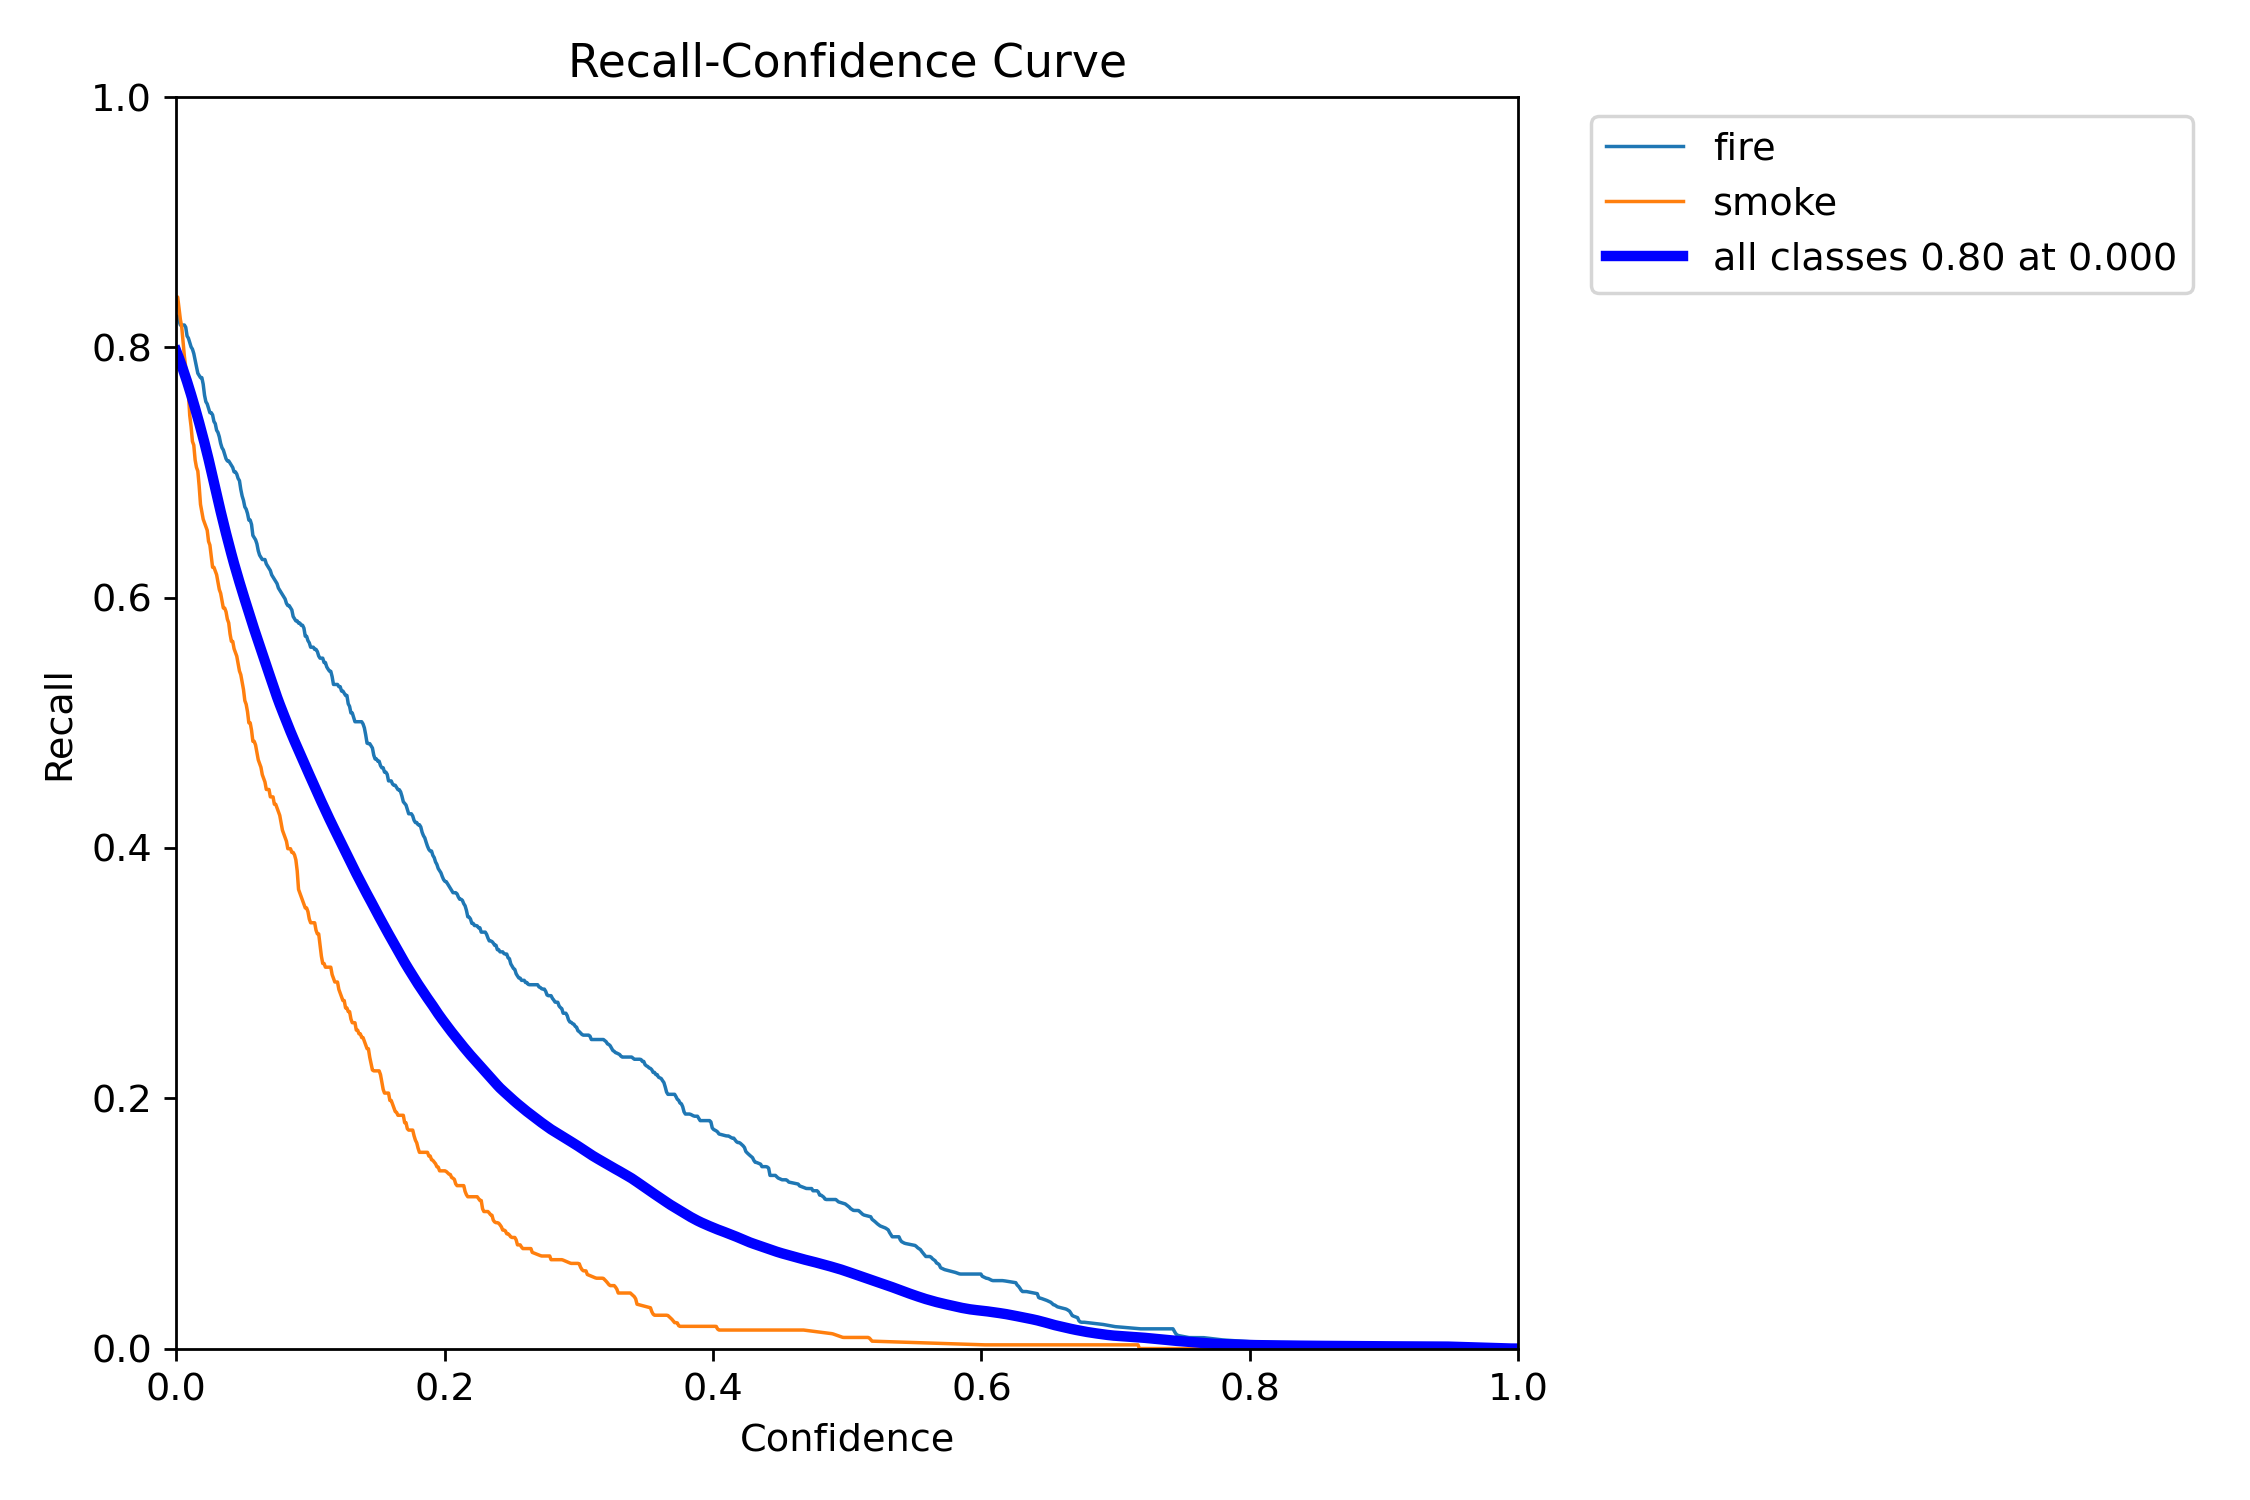 Recall-Confidence Curve
1.0
0.8
0.6
0.4
0.2
0.0
Recall
0.0 0.2 0.4 0.6 0.8 1.0
Confidence
fire
smoke
all classes 0.80 at 0.000